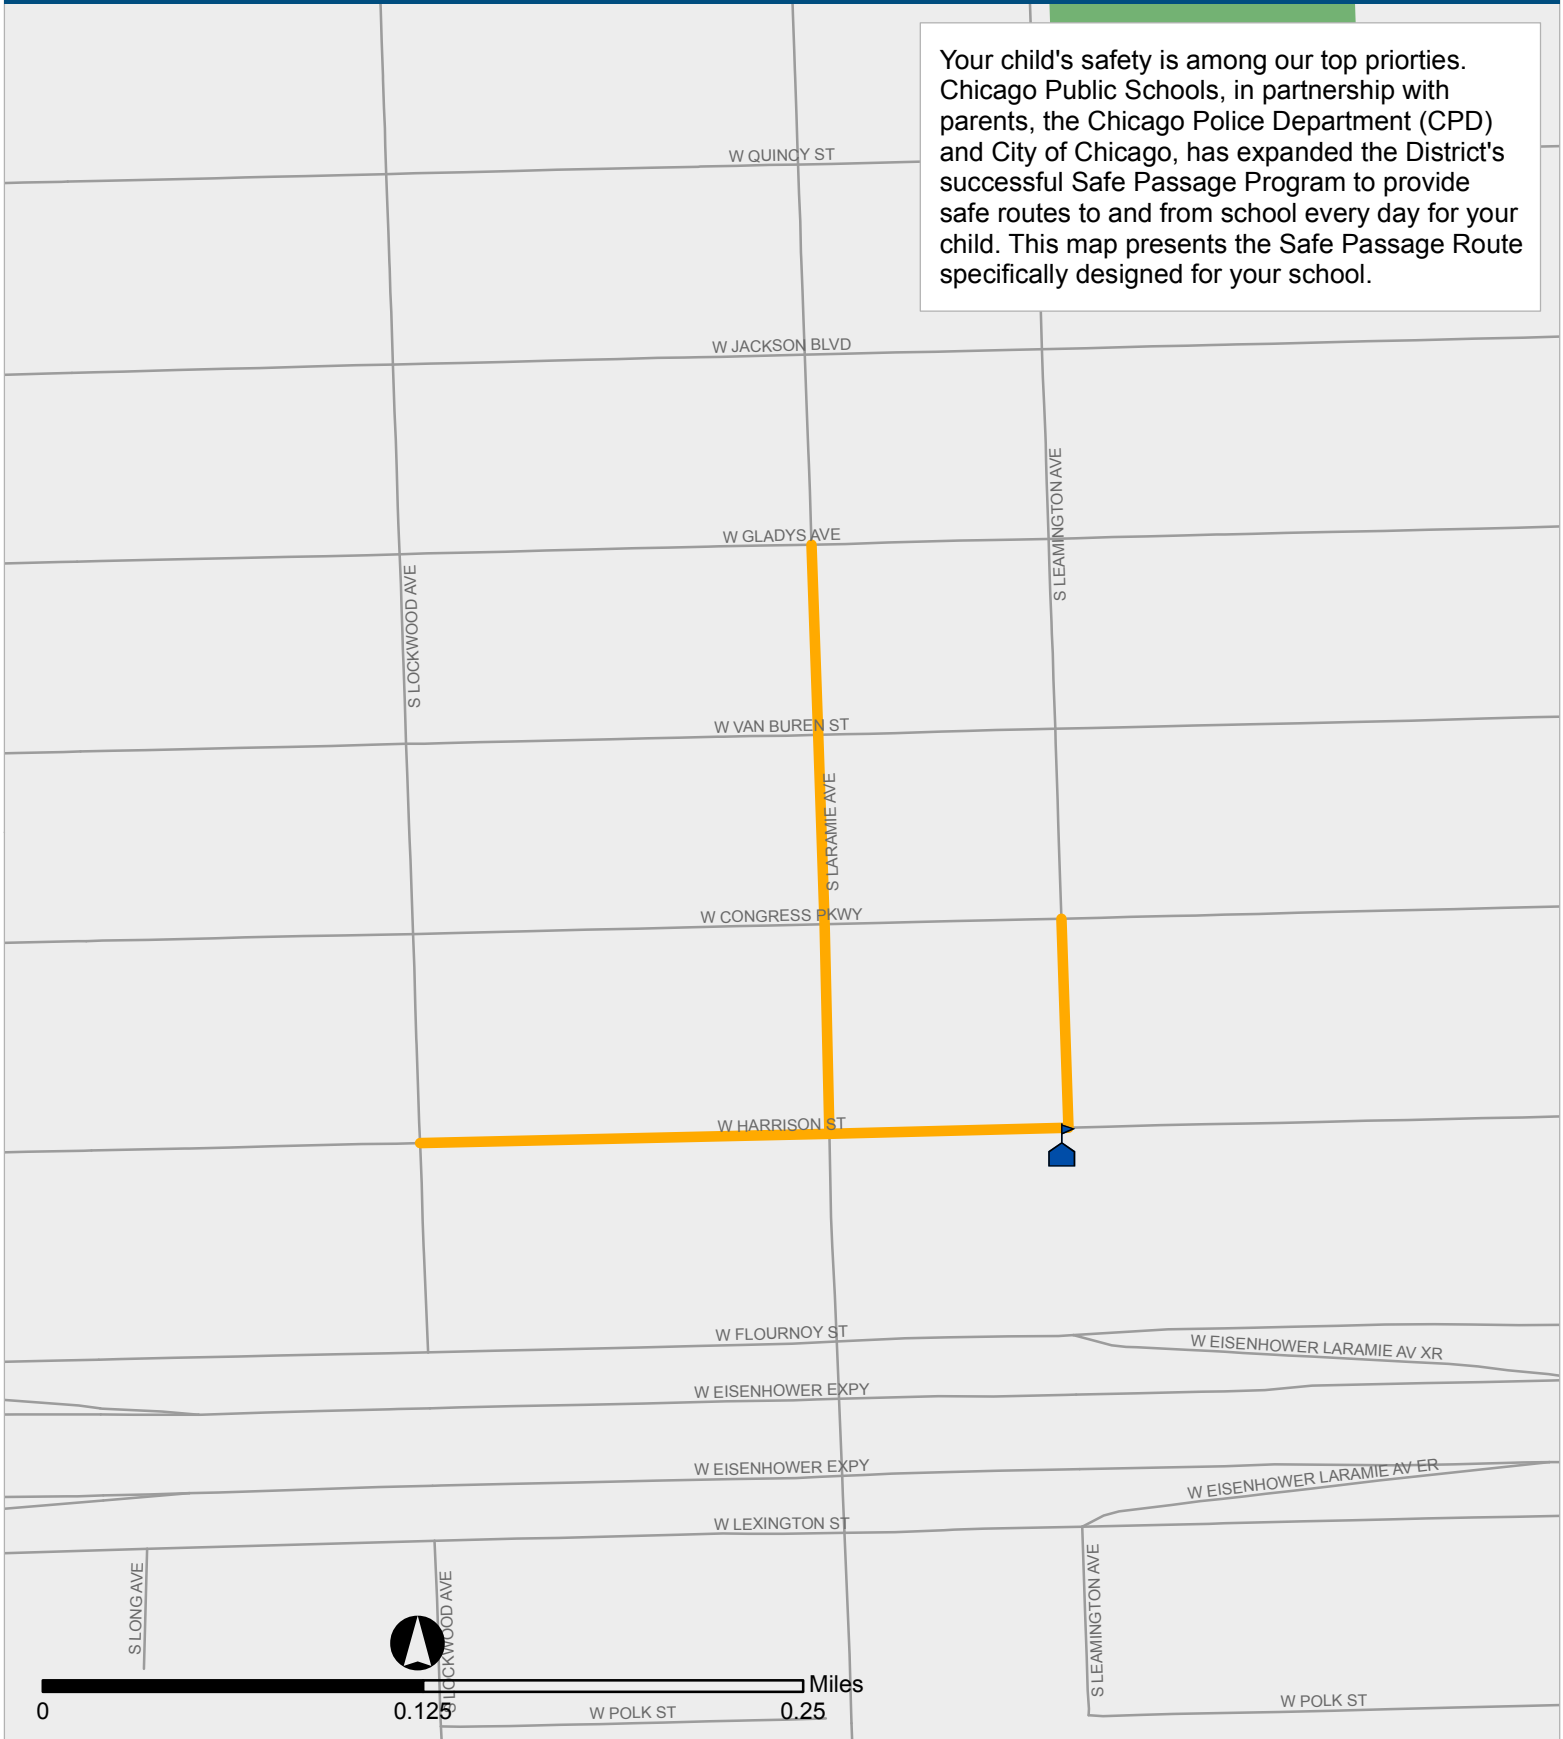 Your child's safety is among our top priorties.
Chicago Public Schools, in partnership with
parents, the Chicago Police Department (CPD)
and City of Chicago, has expanded the District's
successful Safe Passage Program to provide
safe routes to and from school every day for your
child. This map presents the Safe Passage Route
specifically designed for your school.
W QUINCY ST
W JACKSON BLVD
W GLADYS AVE
S LEAMINGTON AVE
S LOCKWOOD AVE
W VAN BUREN ST
S LARAMIE AVE
W CONGRESS PKWY
W HARRISON ST
W FLOURNOY ST
W EISENHOWER LARAMIE AV XR
W EISENHOWER EXPY
W EISENHOWER EXPY
W EISENHOWER LARAMIE AV ER
W LEXINGTON ST
S LONG AVE
S LOCKWOOD AVE
S LEAMINGTON AVE
Miles
0
0.125
0.25
W POLK ST
W POLK ST